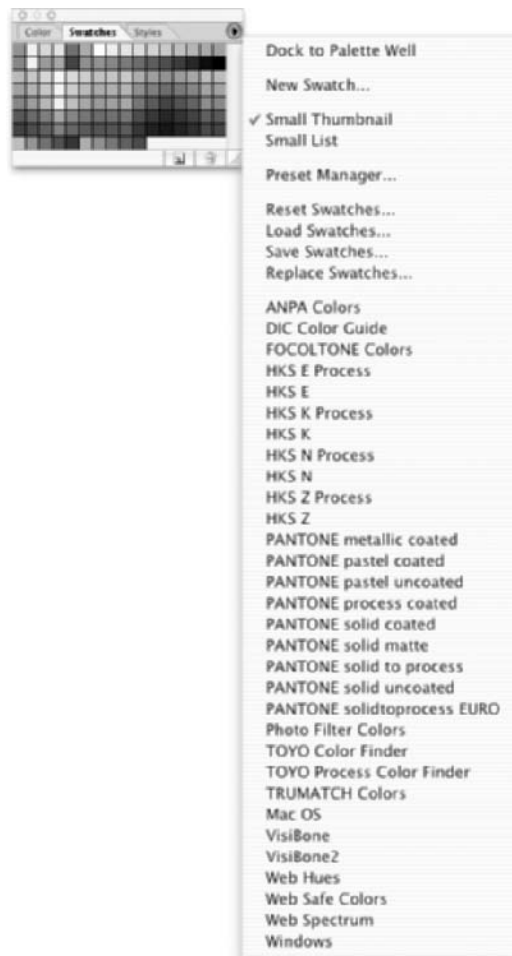 Color Swatches Styles
Dock to Palette Well
New Swatch...
✓ Small Thumbnail
Small List
Preset Manager...
Reset Swatches...
Load Swatches...
Save Swatches...
Replace Swatches...
ANPA Colors
DIC Color Guide
FOCOLTONE Colors
HKS E Process
HKS E
HKS K Process
HKS K
HKS N Process
HKS N
HKS Z Process
HKS Z
PANTONE metallic coated
PANTONE pastel coated
PANTONE pastel uncoated
PANTONE process coated
PANTONE solid coated
PANTONE solid matte
PANTONE solid to process
PANTONE solid uncoated
PANTONE solidtoprocess EURO
Photo Filter Colors
TOYO Color Finder
TOYO Process Color Finder
TRUMATCH Colors
Mac OS
VisiBone
VisiBone2
Web Hues
Web Safe Colors
Web Spectrum
Windows